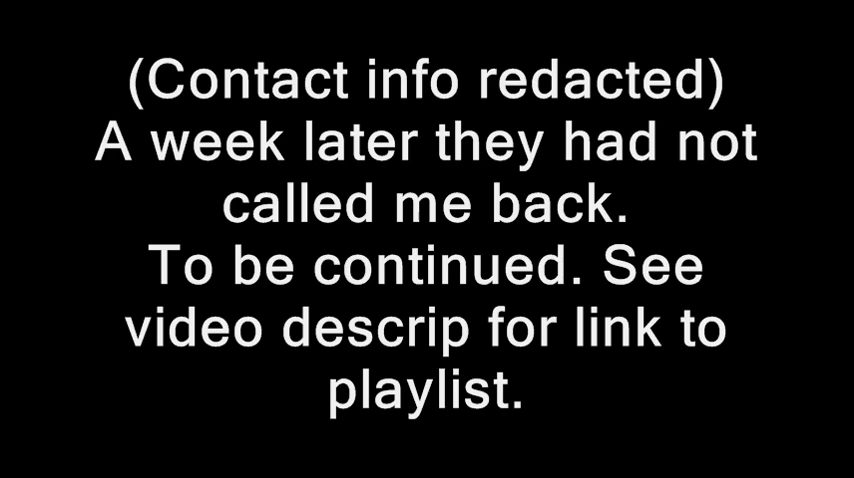 (Contact info redacted)
A week later they had not
called me back.
To be continued. See
video descrip for link to
playlist.